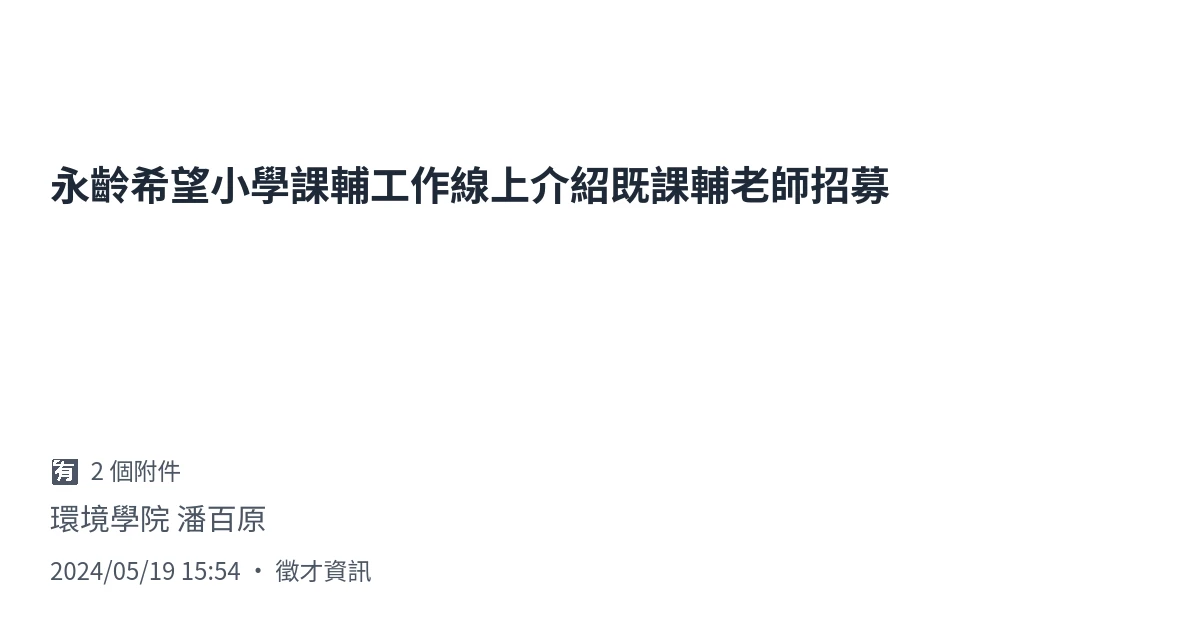 永齡希望小學課輔工作線上介紹既課輔老師招募
有 2 個附件
環境學院 潘百原
2024/05/19 15:54 • 徵才資訊